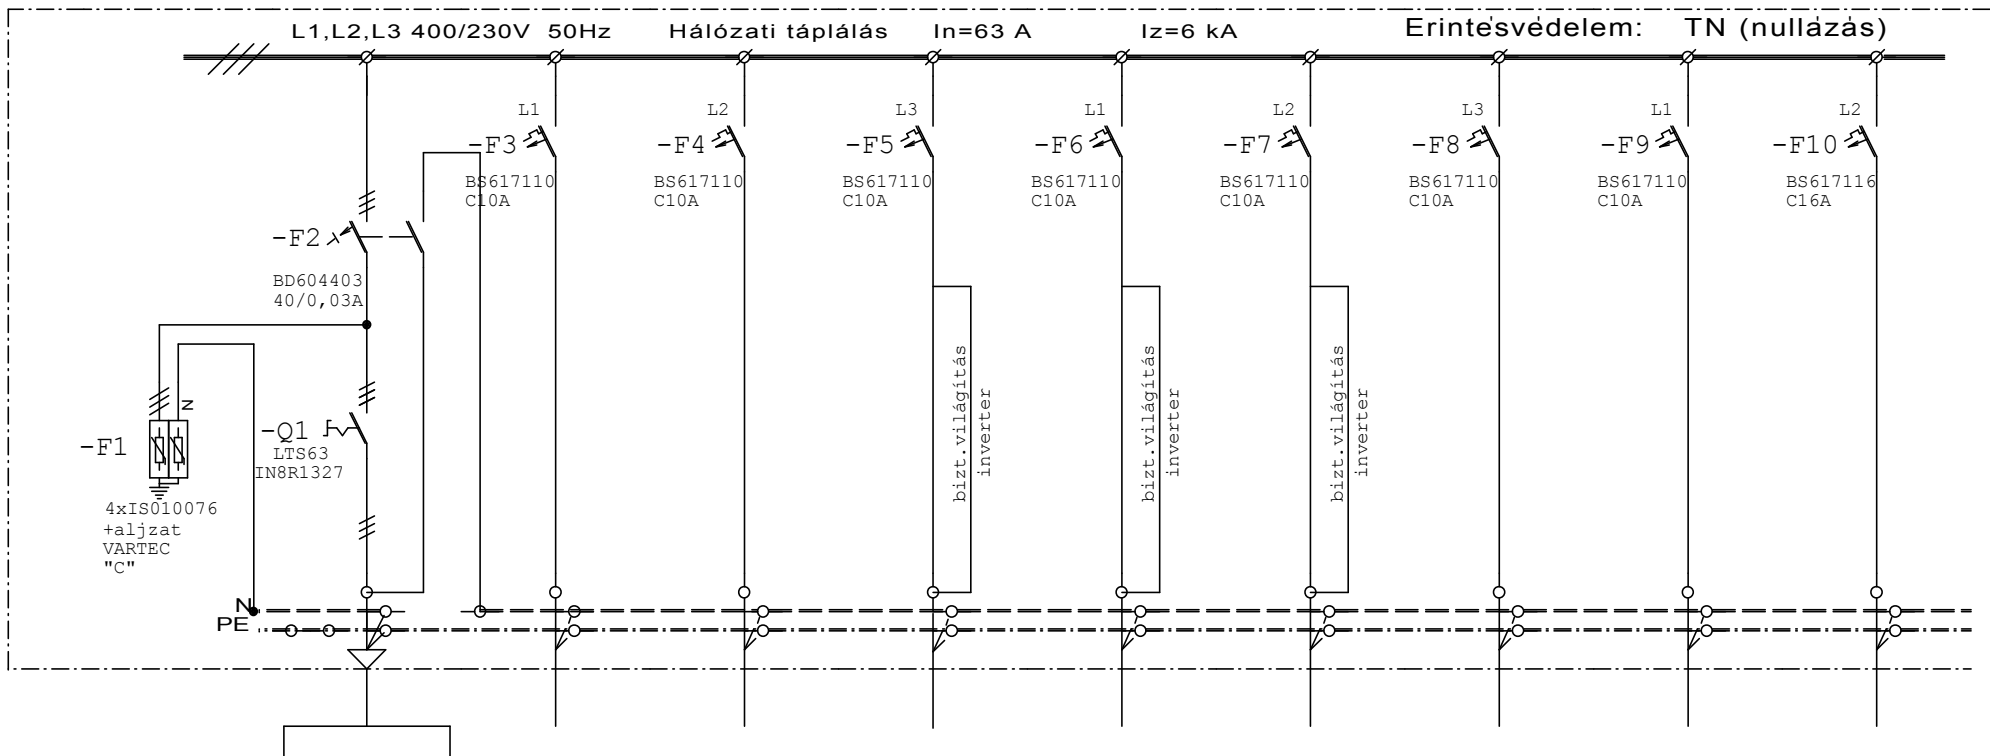 L1,L2,L3 400/230V 50Hz Hálózati táplálás In=63 A Iz=6 kA Erintésvédelem: TN (nullázás)
L1 L2 L3 L1 L2 L3 L1 L2
-F3 -F4 -F5 -F6 -F7 -F8 -F9 -F10
BS617110 BS617110 BS617110 BS617110 BS617110 BS617110 BS617110 BS617116
C10A C10A C10A C10A C10A C10A C10A C16A
-F2
BD604403
40/0,03A
N
-F1
-Q1
LTS63
IN8R1327
4xIS010076
+aljzat
VARTEC
"C"
bizt.világítás
inverter
bizt.világítás
inverter
bizt.világítás
inverter
N
PE